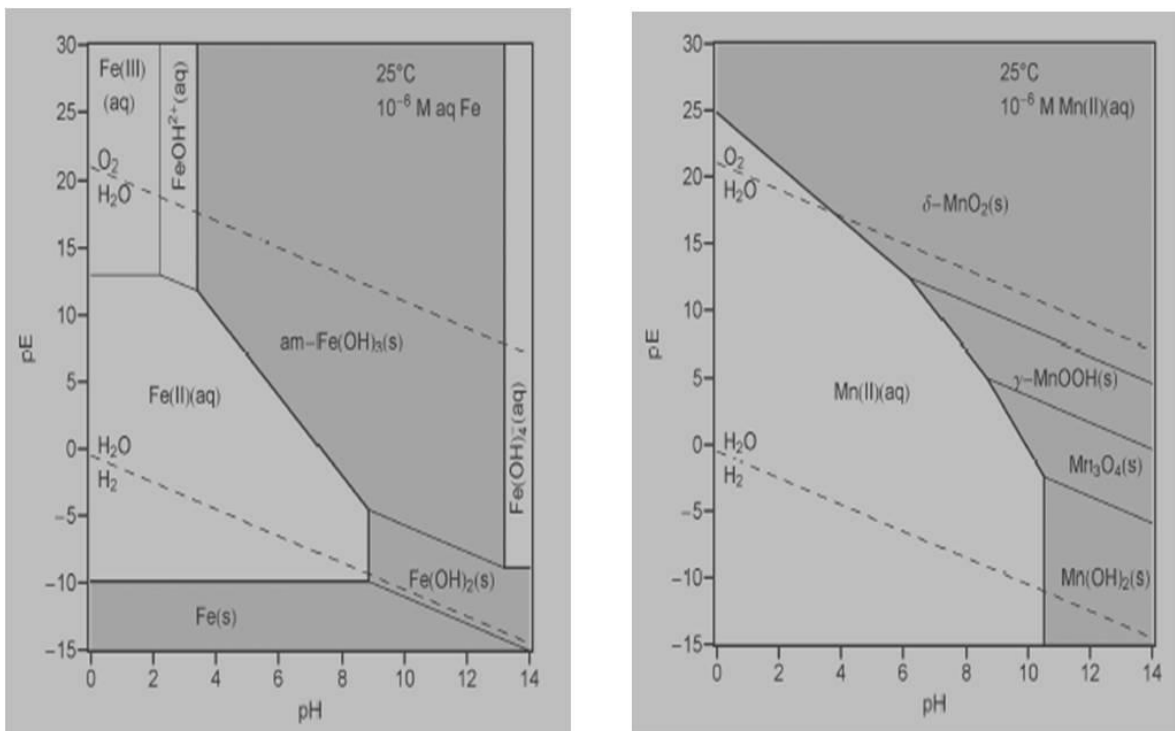 30
25
20
15
10
5
0
−5
−10
−15
pE
Fe(III)
(aq)
FeOH²⁺(aq)
25°C
10⁻⁶ M aq Fe
O₂
H₂O
am−Fe(OH)₃(s)
Fe(II)(aq)
Fe(OH)₄⁻(aq)
H₂O
H₂
Fe(OH)₂(s)
Fe(s)
0 2 4 6 8 10 12 14
pH
30
25
20
15
10
5
0
−5
−10
−15
pE
25°C
10⁻⁶ M Mn(II)(aq)
O₂
H₂O
δ−MnO₂(s)
γ−MnOOH(s)
Mn(II)(aq)
H₂O
H₂
Mn₃O₄(s)
Mn(OH)₂(s)
0 2 4 6 8 10 12 14
pH